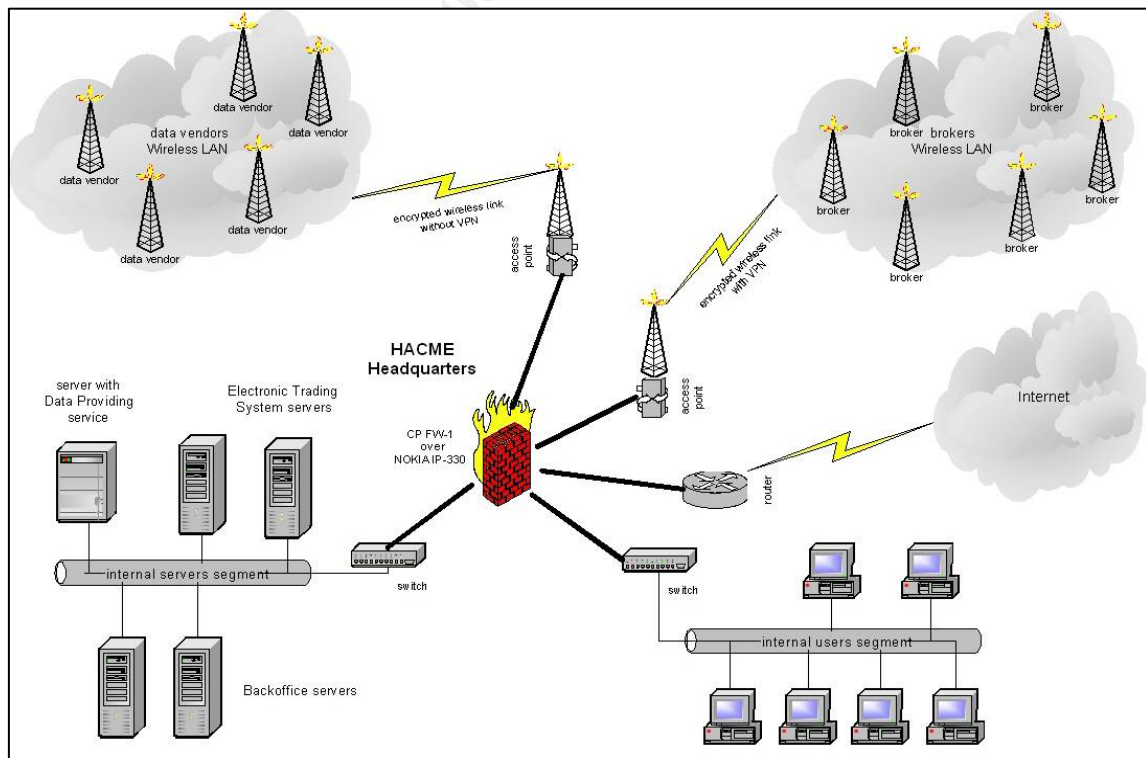 data vendor
data vendor
data vendor
data vendors
Wireless LAN
data vendor
data vendor
data vendor
encrypted wireless link
without VPN
access
point
broker
broker
brokers
Wireless LAN
broker
broker
broker
broker
broker
encrypted wireless link
with VPN
access
point
HACME
Headquarters
CP FW-1
over
NOKIA IP-330
server with
Data Providing
service
Electronic Trading
System servers
Internet
router
internal servers segment
switch
switch
internal users segment
Backoffice servers